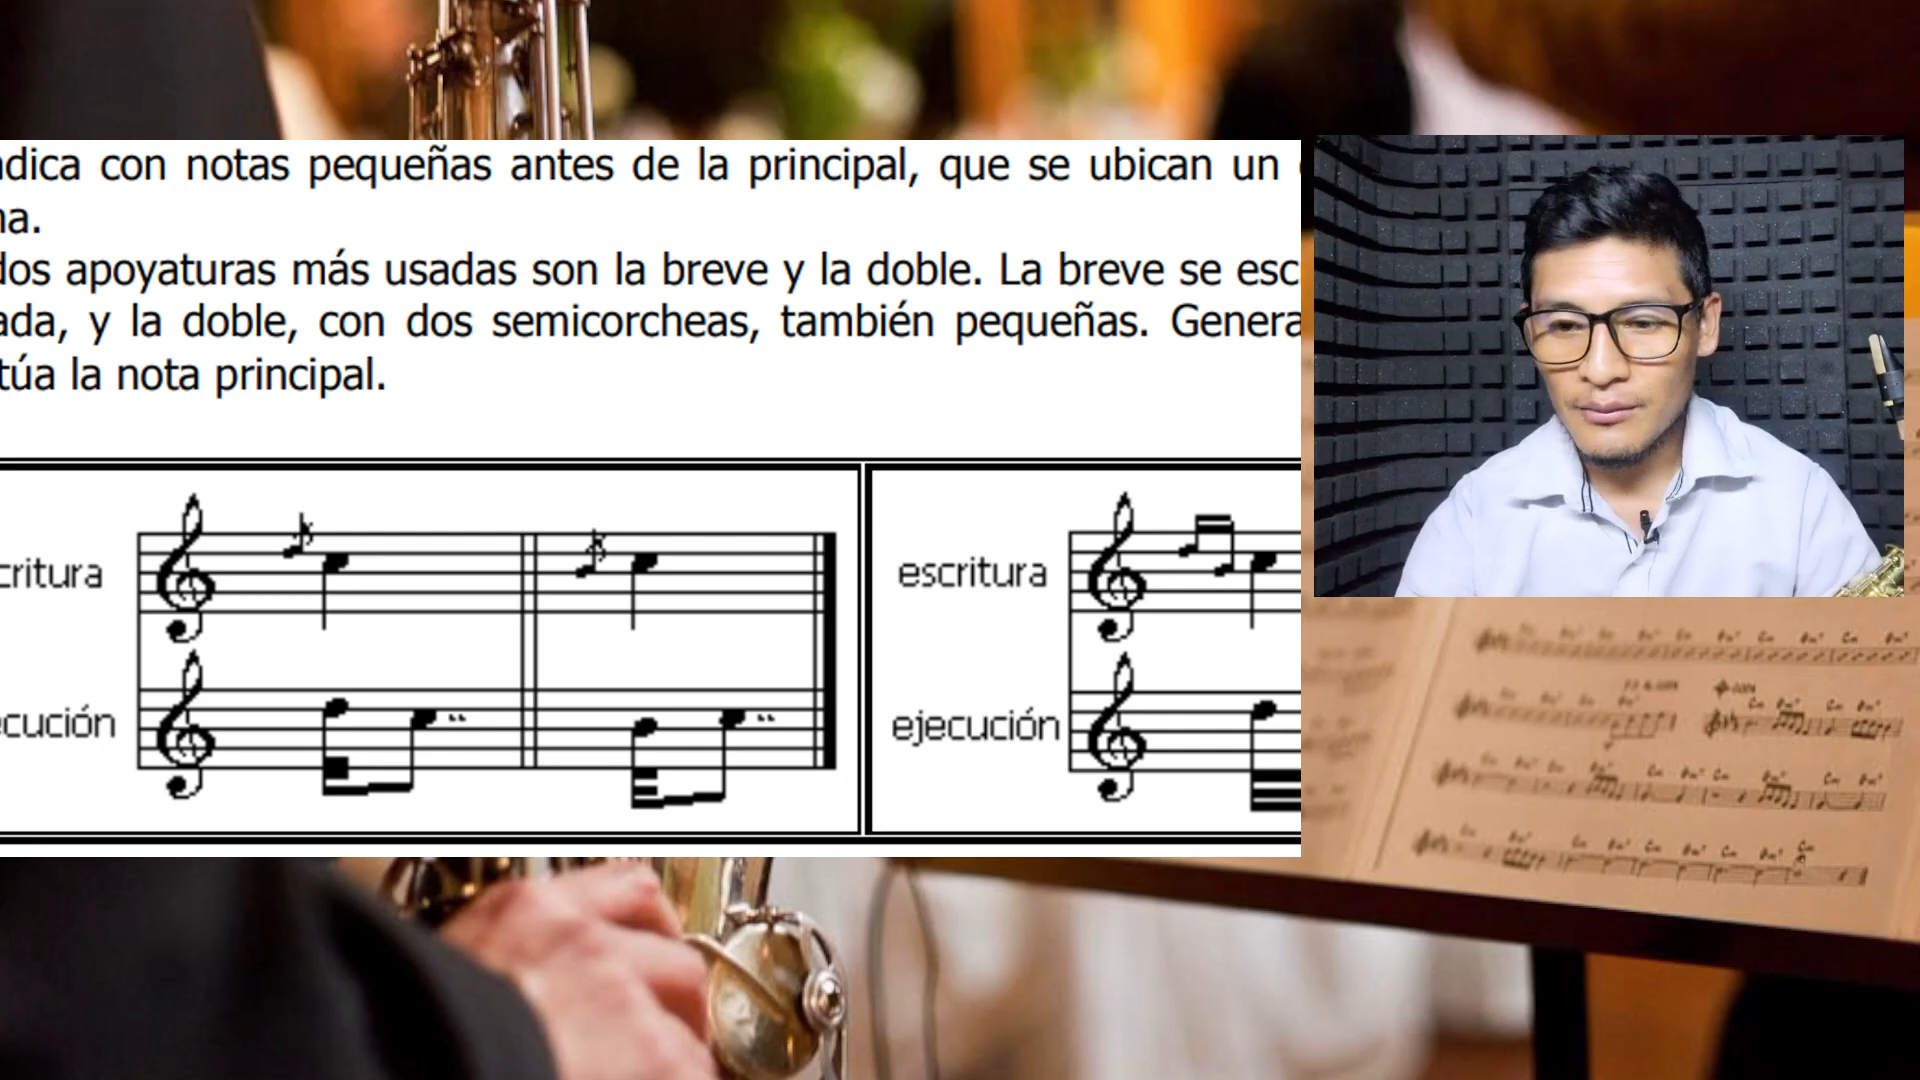 ndica con notas pequeñas antes de la principal, que se ubican un
na.
dos apoyaturas más usadas son la breve y la doble. La breve se esc
ada, y la doble, con dos semicorcheas, también pequeñas. Genera
túa la nota principal.
critura
escritura
ecución
ejecución